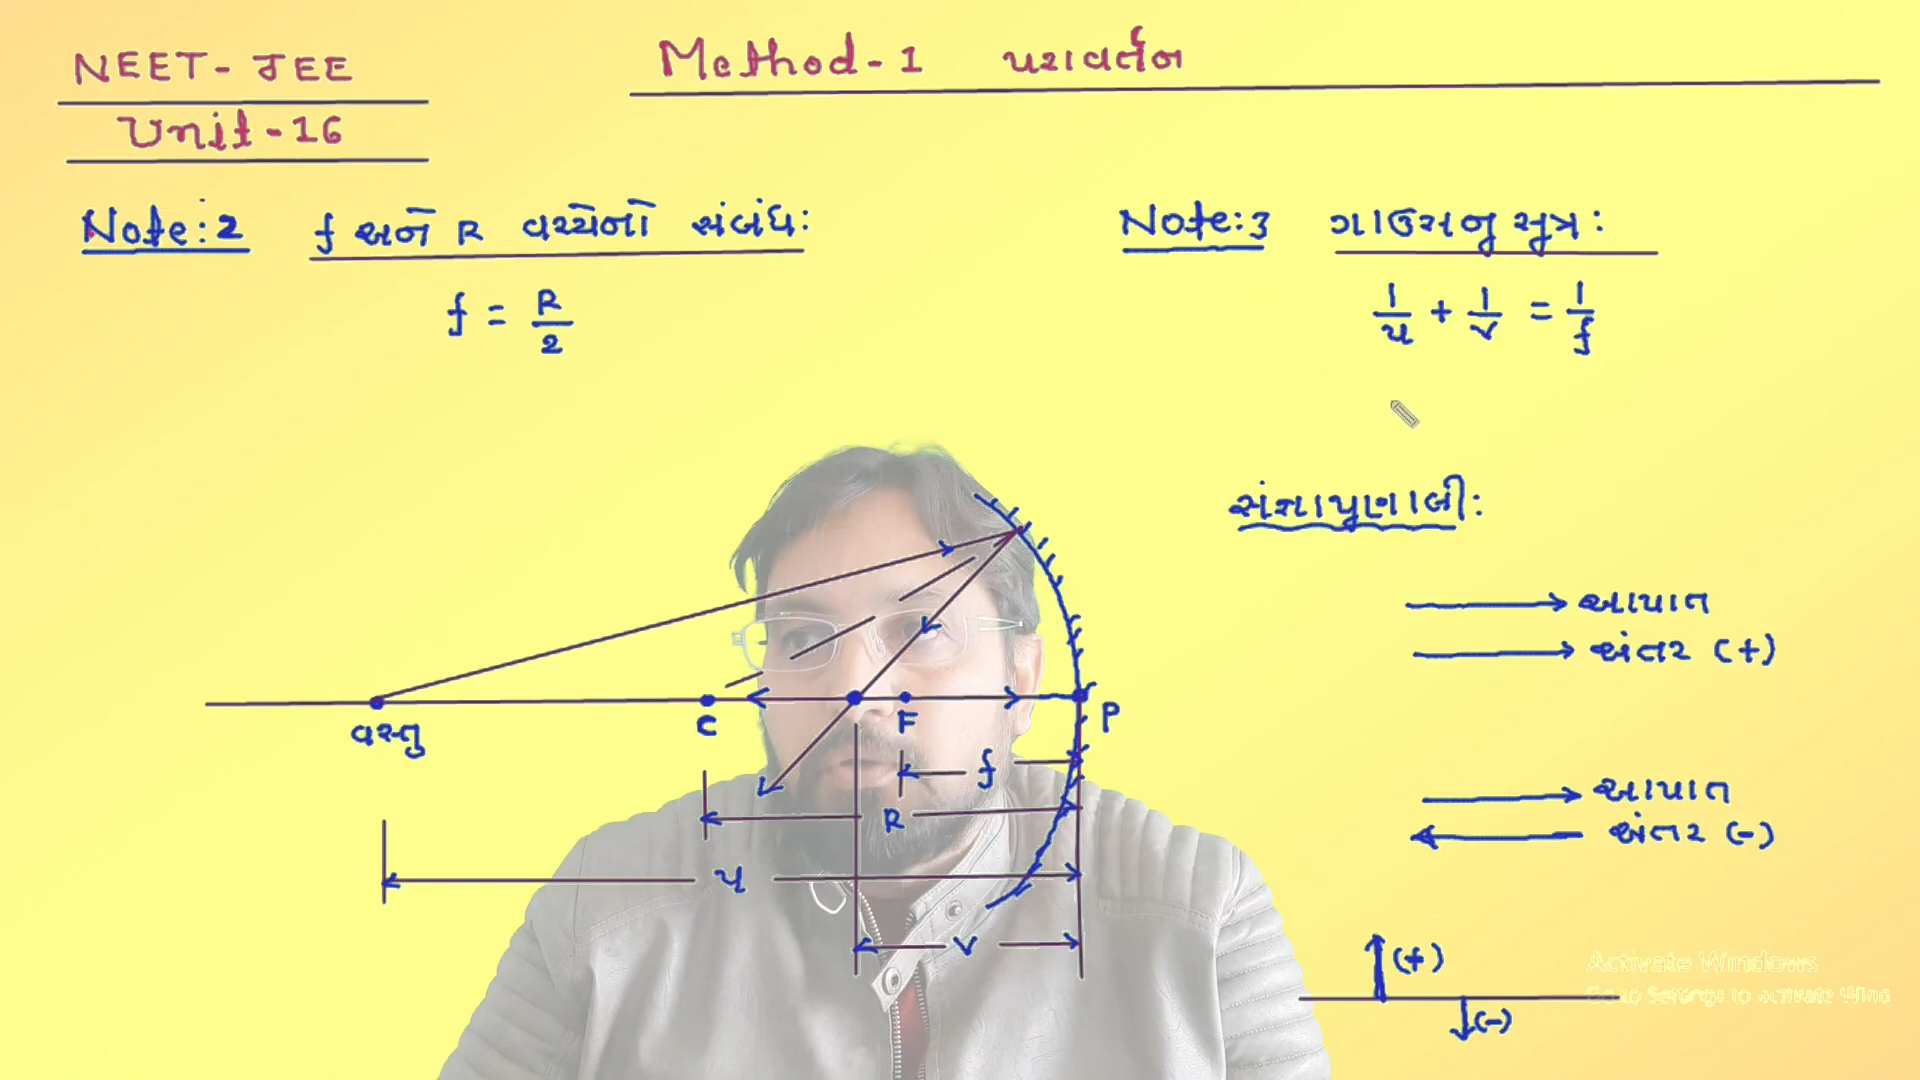 NEET - JEE
Unit - 16
Method - 1 પરાવર્તન
Note: 2 f અને R વચ્ચેનો સંબંધ:
f = R/2
Note: 3 ગાઉસનુ સુત્ર:
1/u + 1/v = 1/f
સંજ્ઞાપ્રણાલી:
આપાત
અંતર (+)
આપાત
અંતર (-)
(+)
(-)
વસ્તુ
C
F
P
f
R
u
v
Activate Windows
Go to Settings to activate Wind